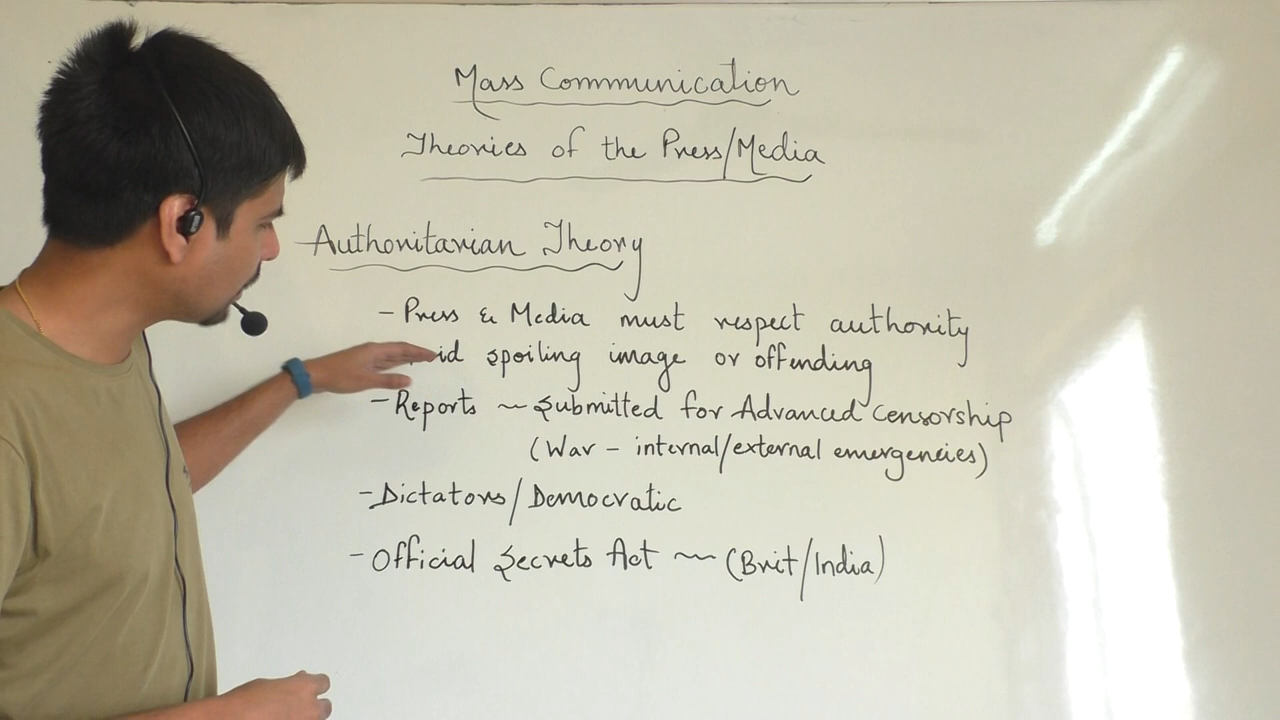 Mass Communication
Theories of the Press/Media
Authoritarian Theory
- Press & Media must respect authority
spoiling image or offending
- Reports ~ Submitted for Advanced Censorship
(War - internal/external emergencies)
- Dictators/Democratic
- Official Secrets Act ~ (Brit/India)